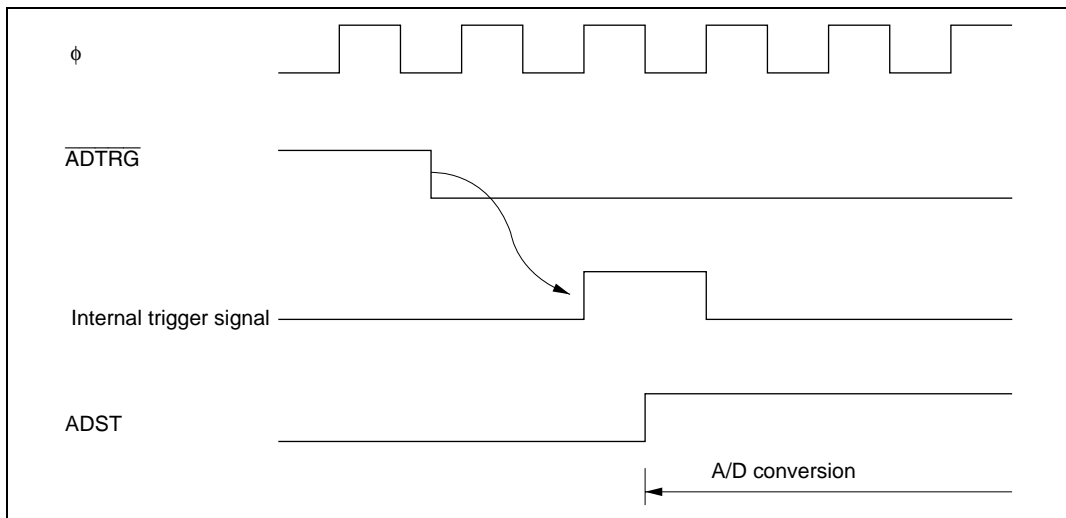 ϕ
ADTRG
Internal trigger signal
ADST
A/D conversion